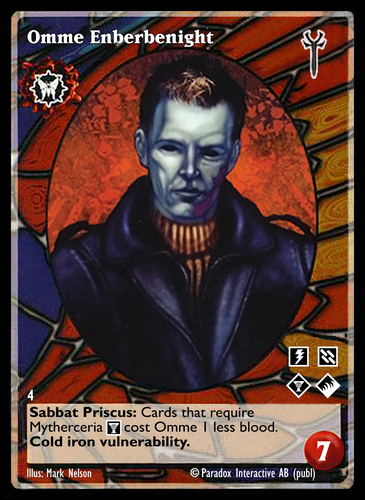 Omme Enberbenight
4
Sabbat Priscus: Cards that require
Mytherceria cost Omme 1 less blood.
Cold iron vulnerability.
7
Illus: Mark Nelson © Paradox Interactive AB (publ)